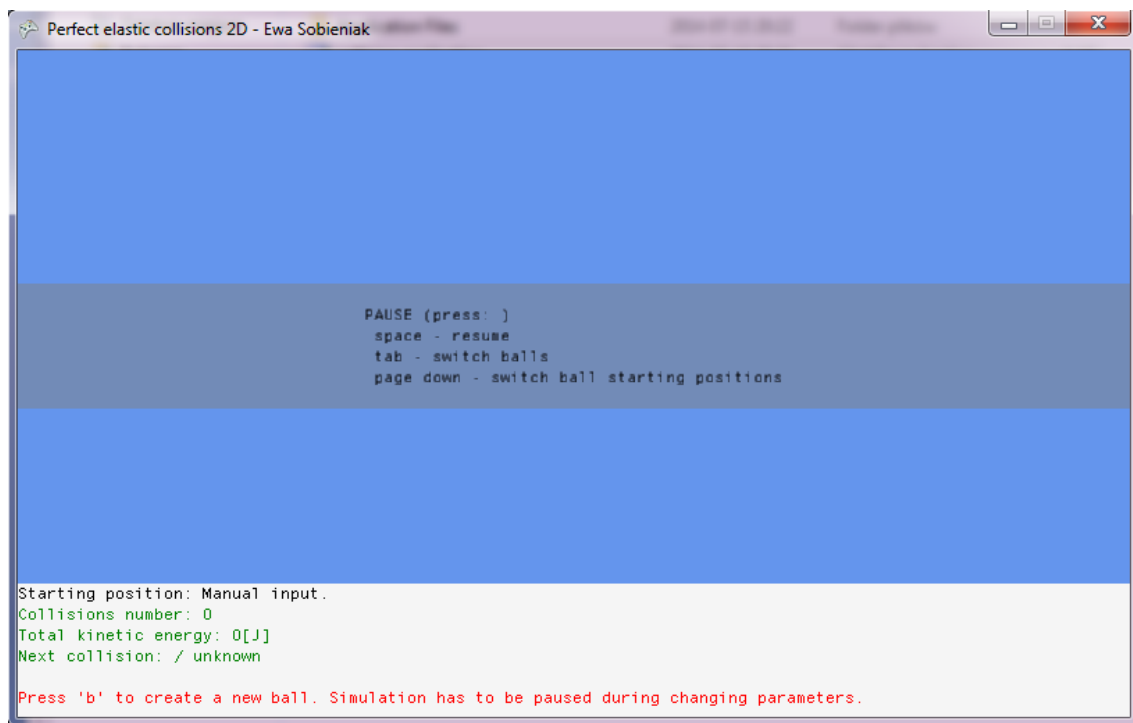 Perfect elastic collisions 2D - Ewa Sobieniak
PAUSE (press: )
space - resume
tab - switch balls
page down - switch ball starting positions
Starting position: Manual input.
Collisions number: 0
Total kinetic energy: 0[J]
Next collision: / unknown
Press 'b' to create a new ball. Simulation has to be paused during changing parameters.